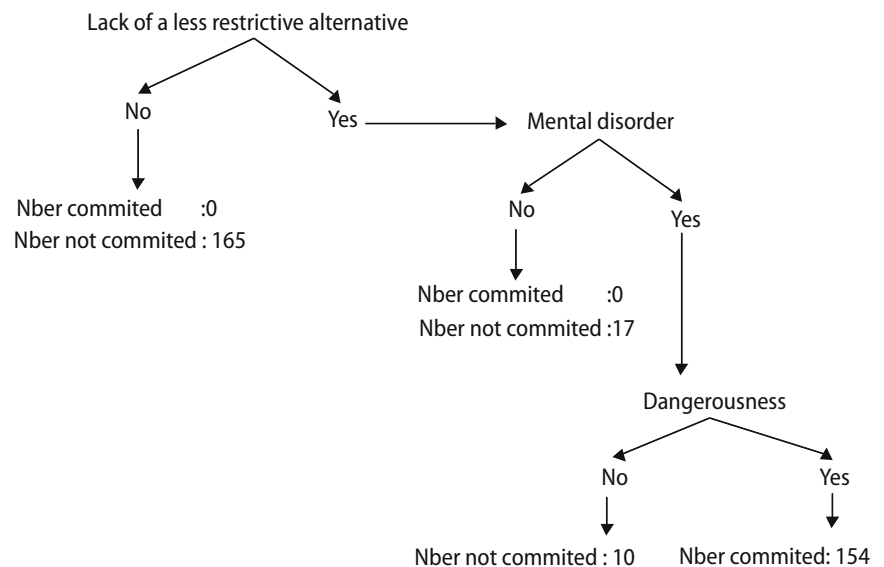 Lack of a less restrictive alternative
No
Yes
Mental disorder
Nber commited :0
Nber not commited : 165
No
Yes
Nber commited :0
Nber not commited :17
Dangerousness
No
Yes
Nber not commited : 10
Nber commited: 154